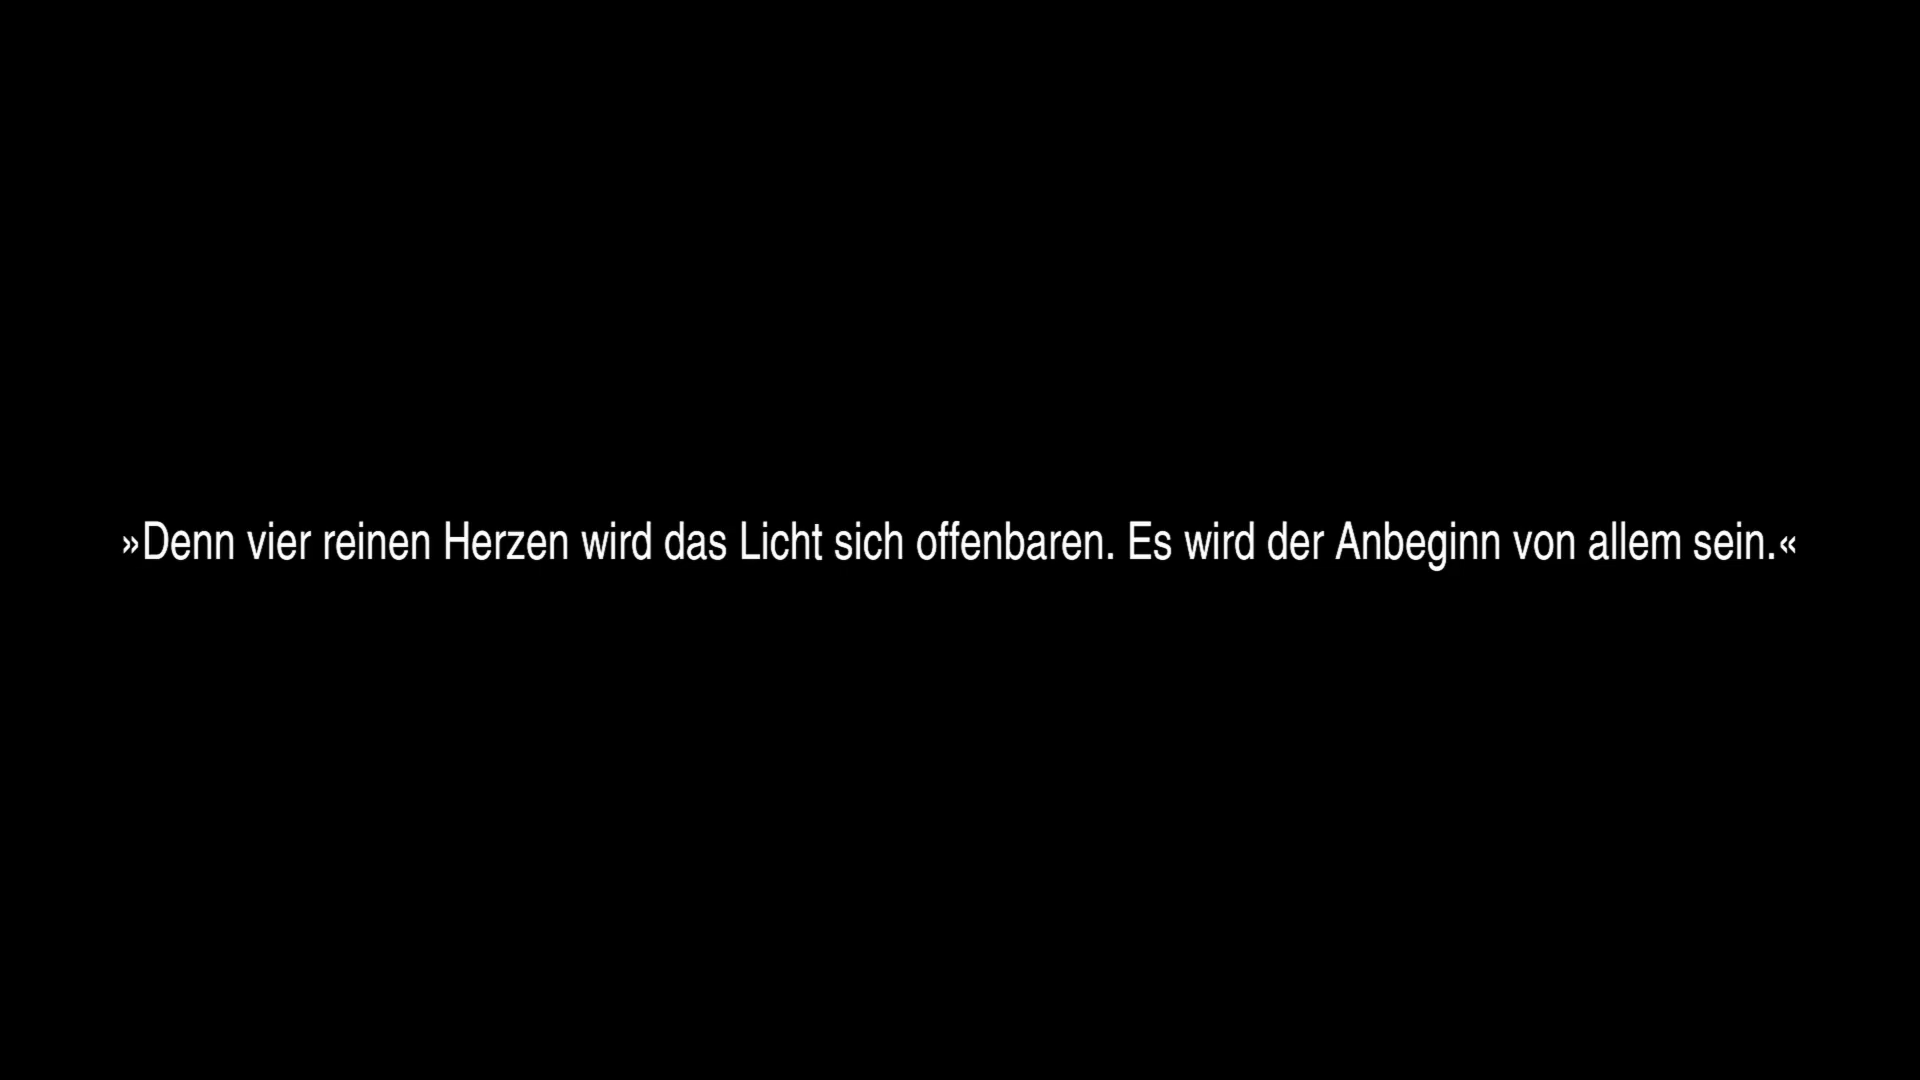 »Denn vier reinen Herzen wird das Licht sich offenbaren. Es wird der Anbeginn von allem sein.«